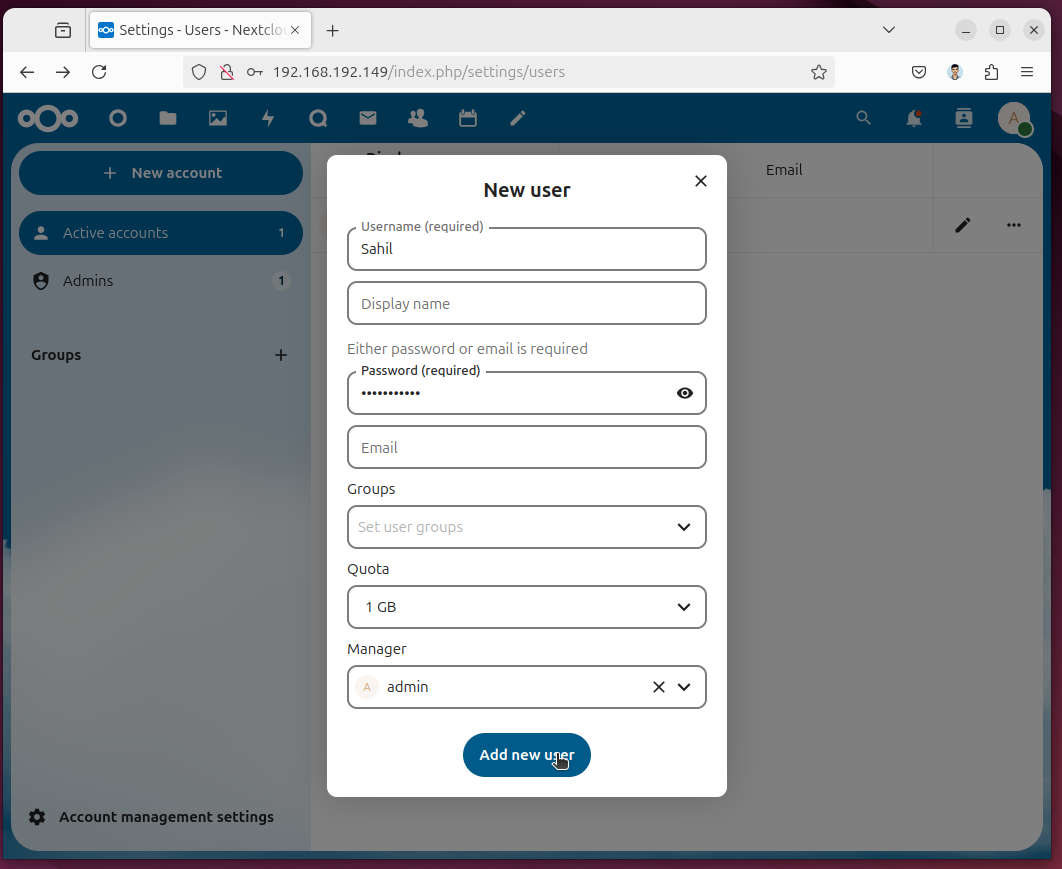 Settings - Users - Nextclou
192.168.192.149/index.php/settings/users
A
New account
Email
Active accounts 1
Admins 1
Groups
New user
Username (required)
Sahil
Display name
Either password or email is required
Password (required)
•••••••••••
Email
Groups
Set user groups
Quota
1 GB
Manager
A admin
Add new user
Account management settings